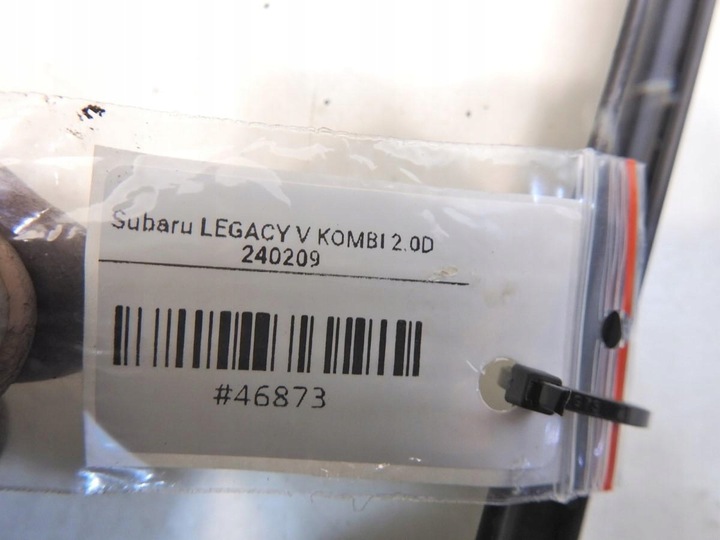 Subaru LEGACY V KOMBI 2.0D
240209
#46873